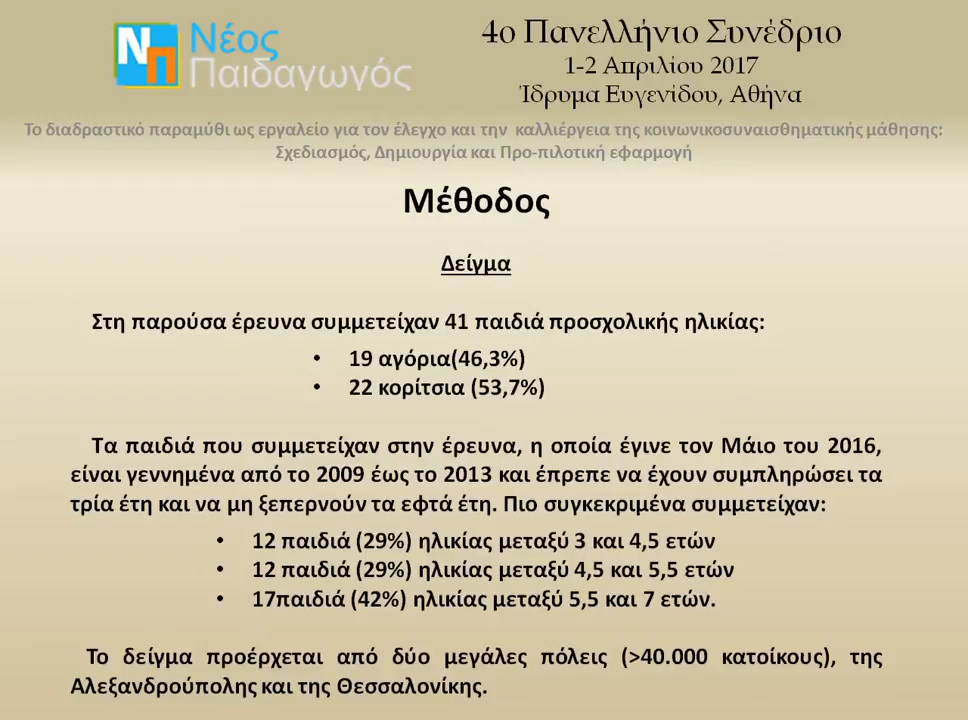 ΝΠ
Νέος
Παιδαγωγός
4ο Πανελλήνιο Συνέδριο
1-2 Απριλίου 2017
Ίδρυμα Ευγενίδου, Αθήνα
Το διαδραστικό παραμύθι ως εργαλείο για τον έλεγχο και την καλλιέργεια της κοινωνικοσυναισθηματικής μάθησης:
Σχεδιασμός, Δημιουργία και Προ-πιλοτική εφαρμογή
Μέθοδος
Δείγμα
Στη παρούσα έρευνα συμμετείχαν 41 παιδιά προσχολικής ηλικίας:
• 19 αγόρια(46,3%)
• 22 κορίτσια (53,7%)
Τα παιδιά που συμμετείχαν στην έρευνα, η οποία έγινε τον Μάιο του 2016,
είναι γεννημένα από το 2009 έως το 2013 και έπρεπε να έχουν συμπληρώσει τα
τρία έτη και να μη ξεπερνούν τα εφτά έτη. Πιο συγκεκριμένα συμμετείχαν:
• 12 παιδιά (29%) ηλικίας μεταξύ 3 και 4,5 ετών
• 12 παιδιά (29%) ηλικίας μεταξύ 4,5 και 5,5 ετών
• 17παιδιά (42%) ηλικίας μεταξύ 5,5 και 7 ετών.
Το δείγμα προέρχεται από δύο μεγάλες πόλεις (>40.000 κατοίκους), της
Αλεξανδρούπολης και της Θεσσαλονίκης.